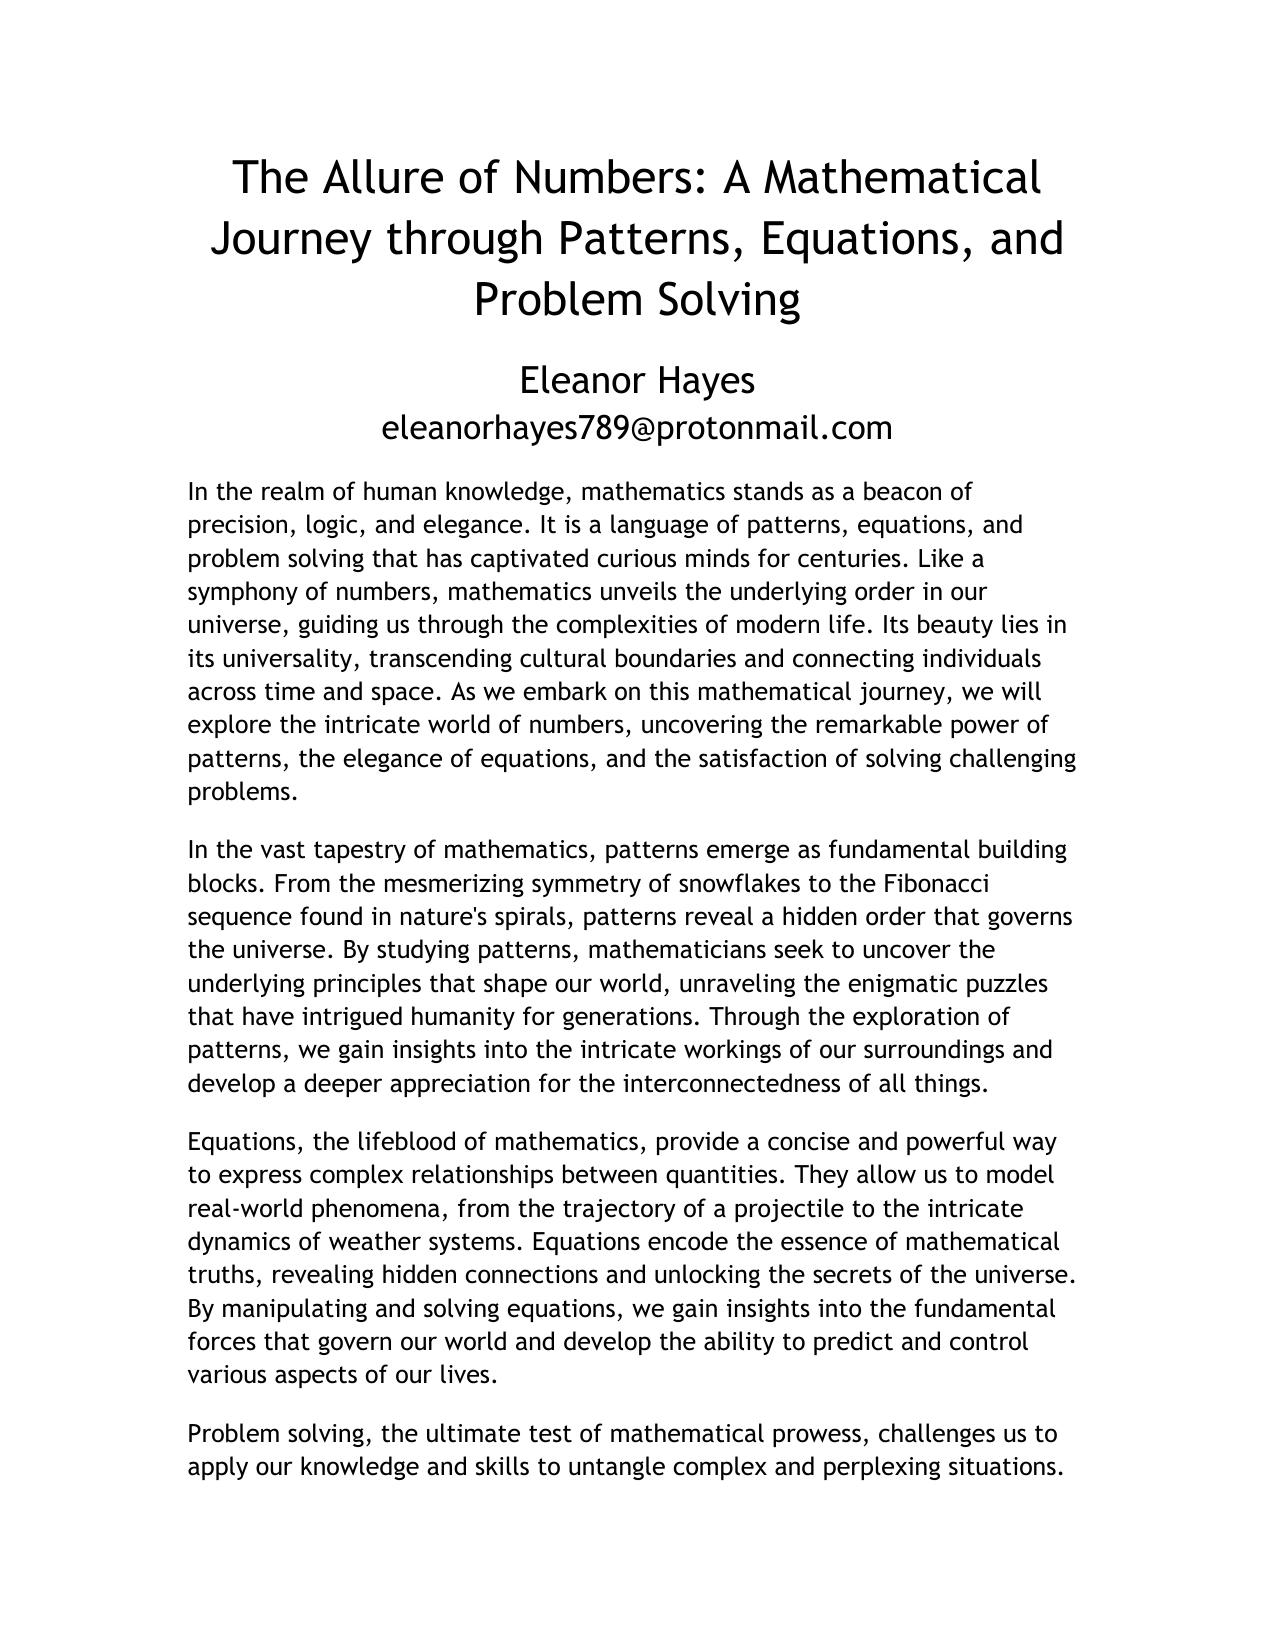 The Allure of Numbers: A Mathematical
Journey through Patterns, Equations, and
Problem Solving
Eleanor Hayes
eleanorhayes789@protonmail.com
In the realm of human knowledge, mathematics stands as a beacon of
precision, logic, and elegance. It is a language of patterns, equations, and
problem solving that has captivated curious minds for centuries. Like a
symphony of numbers, mathematics unveils the underlying order in our
universe, guiding us through the complexities of modern life. Its beauty lies in
its universality, transcending cultural boundaries and connecting individuals
across time and space. As we embark on this mathematical journey, we will
explore the intricate world of numbers, uncovering the remarkable power of
patterns, the elegance of equations, and the satisfaction of solving challenging
problems.
In the vast tapestry of mathematics, patterns emerge as fundamental building
blocks. From the mesmerizing symmetry of snowflakes to the Fibonacci
sequence found in nature's spirals, patterns reveal a hidden order that governs
the universe. By studying patterns, mathematicians seek to uncover the
underlying principles that shape our world, unraveling the enigmatic puzzles
that have intrigued humanity for generations. Through the exploration of
patterns, we gain insights into the intricate workings of our surroundings and
develop a deeper appreciation for the interconnectedness of all things.
Equations, the lifeblood of mathematics, provide a concise and powerful way
to express complex relationships between quantities. They allow us to model
real-world phenomena, from the trajectory of a projectile to the intricate
dynamics of weather systems. Equations encode the essence of mathematical
truths, revealing hidden connections and unlocking the secrets of the universe.
By manipulating and solving equations, we gain insights into the fundamental
forces that govern our world and develop the ability to predict and control
various aspects of our lives.
Problem solving, the ultimate test of mathematical prowess, challenges us to
apply our knowledge and skills to untangle complex and perplexing situations.